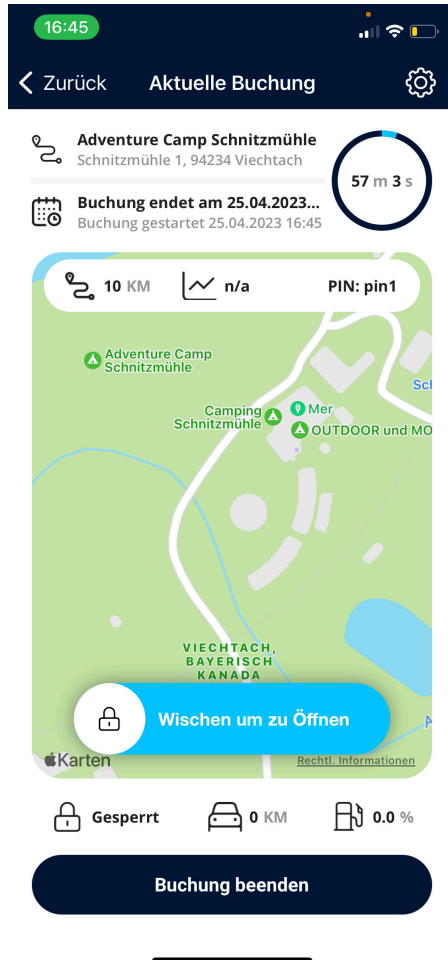 16:45
Zurück
Aktuelle Buchung
Adventure Camp Schnitzmühle
Schnitzmühle 1, 94234 Viechtach
57 m 3 s
Buchung endet am 25.04.2023...
Buchung gestartet 25.04.2023 16:45
10 KM
n/a
PIN: pin1
Adventure Camp
Schnitzmühle
Sch
Camping
Schnitzmühle
Mer
OUTDOOR und MO
VIECHTACH,
BAYERISCH
KANADA
Wischen um zu Öffnen
A
Karten
Rechtl. Informationen
Gesperrt
0 KM
0.0 %
Buchung beenden